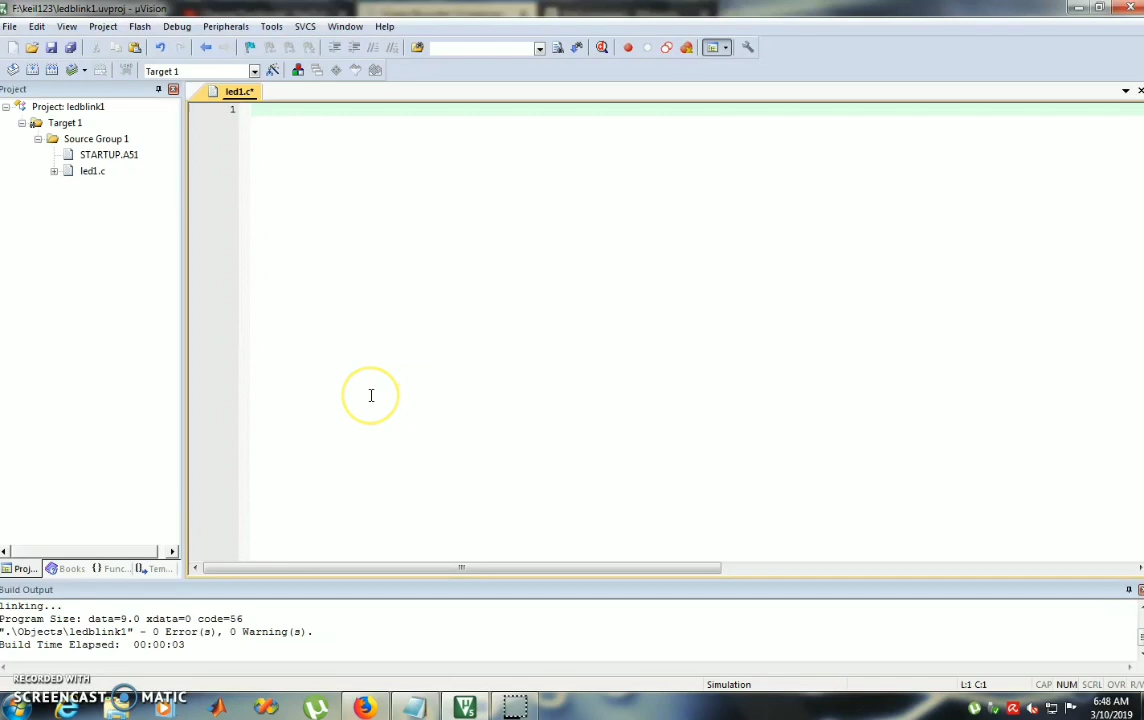 F:\keil123\ledblink1.uvproj - µVision
File Edit View Project Flash Debug Peripherals Tools SVCS Window Help
Target 1
Project
led1.c*
Project: ledblink1
Target 1
Source Group 1
STARTUP.A51
led1.c
1
Proj... Books {} Func... Tem...
Build Output
linking...
Program Size: data=9.0 xdata=0 code=56
".\Objects\ledblink1" - 0 Error(s), 0 Warning(s).
Build Time Elapsed: 00:00:03
RECORDED WITH
SCREENCAST MATIC
Simulation
L:1 C:1
CAP NUM SCRL OVR R/V
6:48 AM
3/10/2019